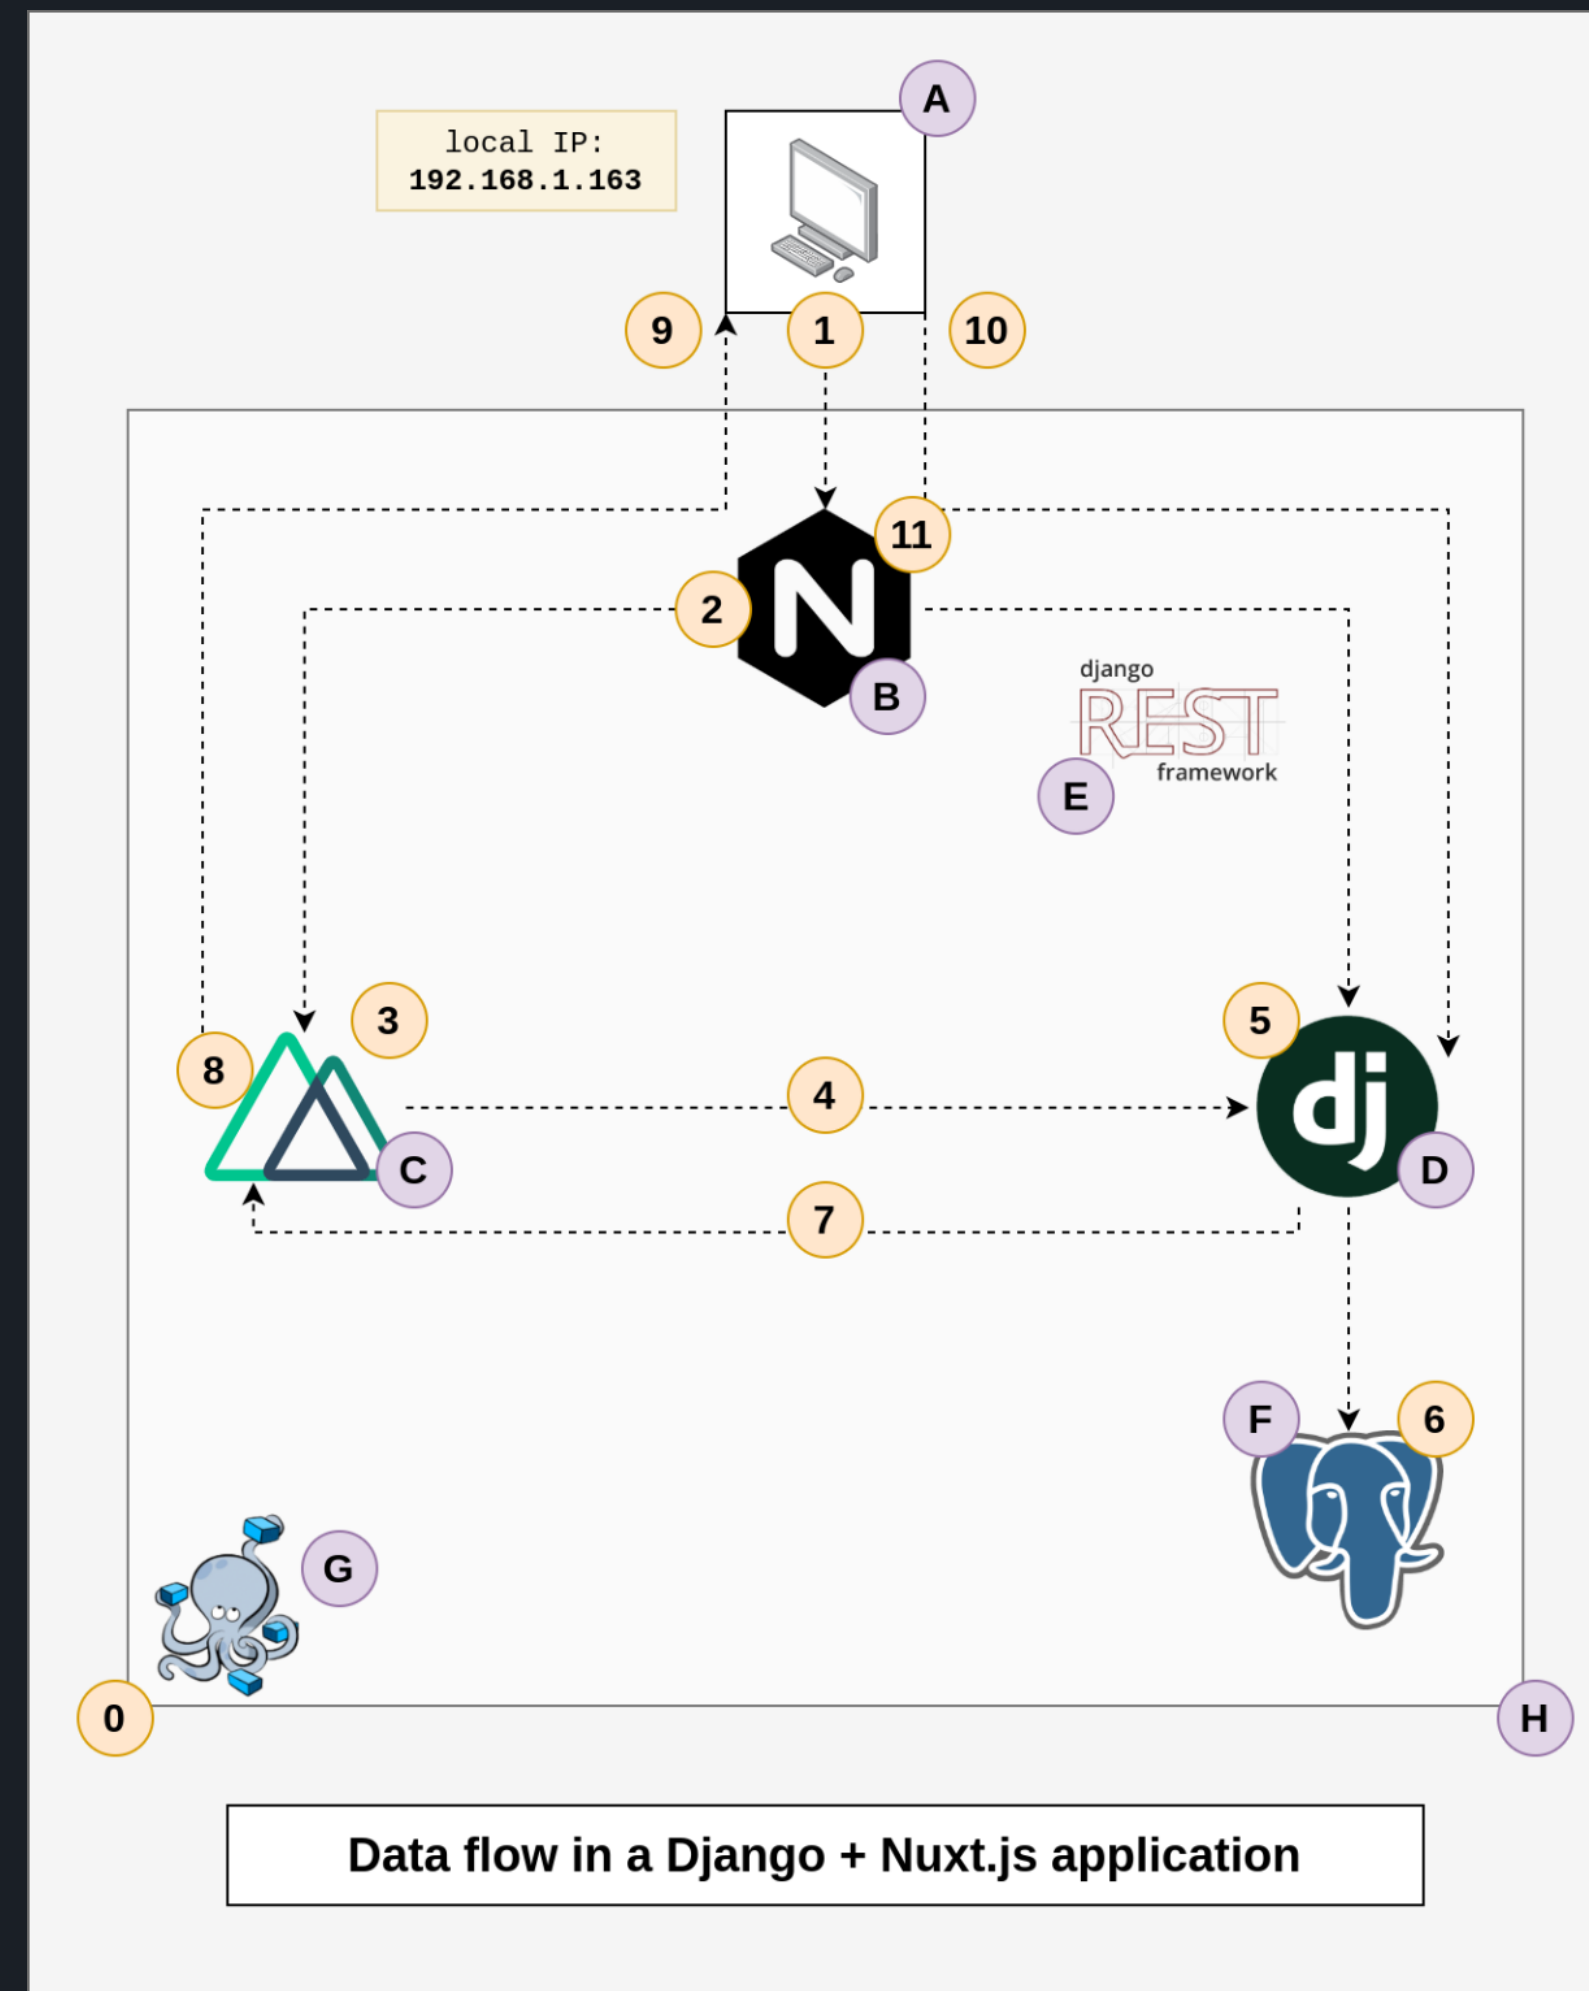 A
local IP:
192.168.1.163
9
1
10
11
2
B
django
REST
framework
E
3
5
8
4
dj
C
D
7
F
6
G
0
H
Data flow in a Django + Nuxt.js application